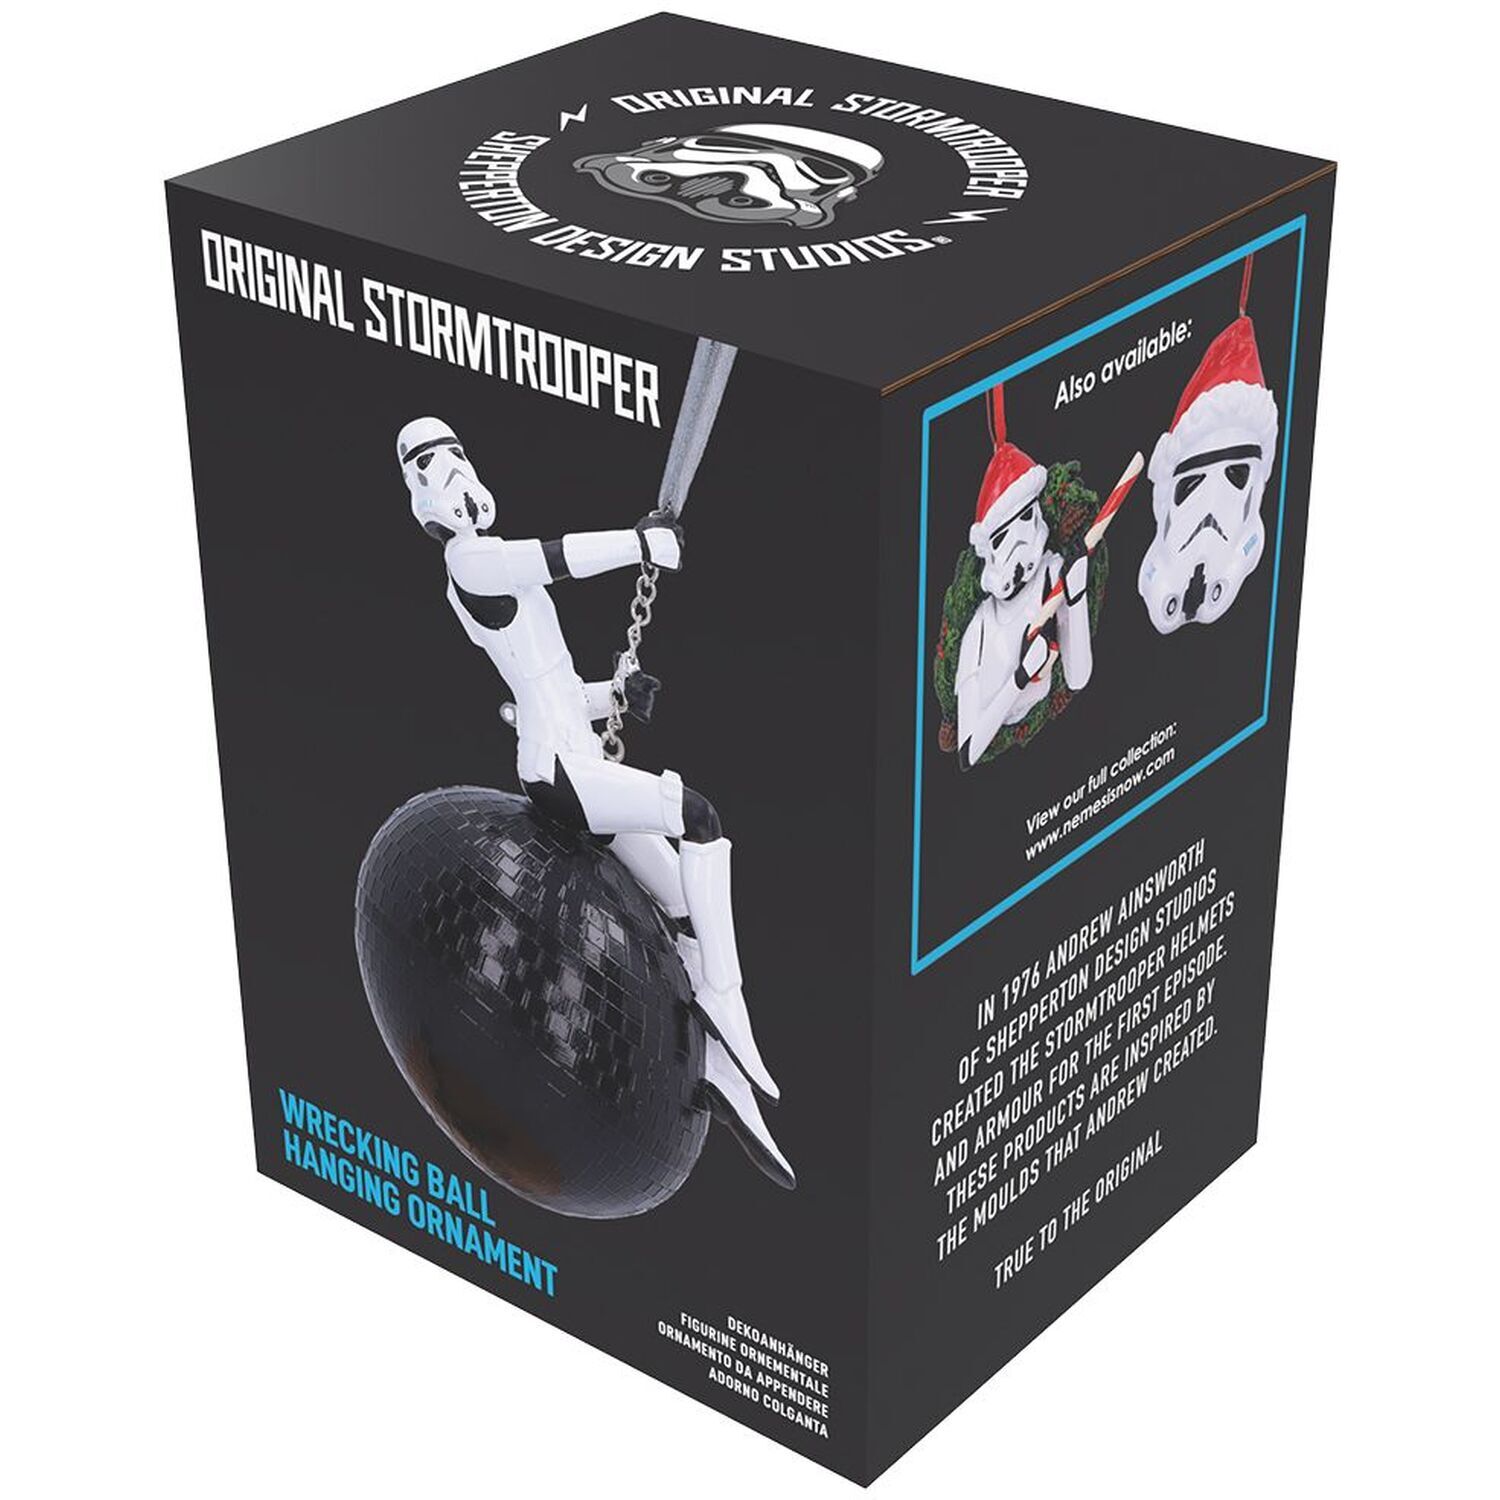 ORIGINAL STORMTROOPER
SHEPPERTON DESIGN STUDIOS®
ORIGINAL STORMTROOPER
WRECKING BALL
HANGING ORNAMENT
DEKOANHÄNGER
FIGURINE ORNEMENTALE
ORNAMENTO DA APPENDERE
ADORNO COLGANTA
Also available:
View our full collection:
www.nemesisnow.com
IN 1976 ANDREW AINSWORTH
OF SHEPPERTON DESIGN STUDIOS
CREATED THE STORMTROOPER HELMETS
AND ARMOUR FOR THE FIRST EPISODE.
THESE PRODUCTS ARE INSPIRED BY
THE MOULDS THAT ANDREW CREATED.
TRUE TO THE ORIGINAL